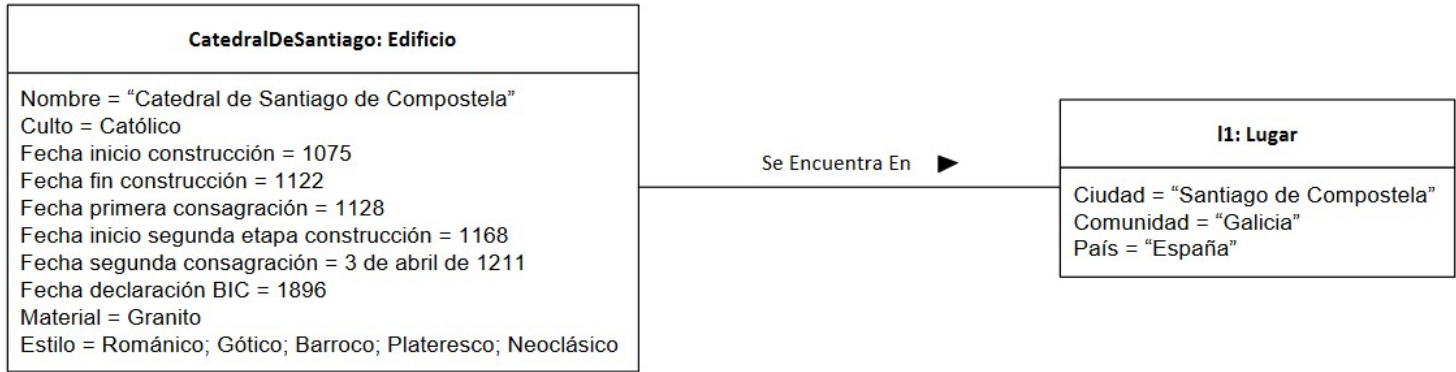 CatedralDeSantiago: Edificio
Nombre = “Catedral de Santiago de Compostela”
Culto = Católico
Fecha inicio construcción = 1075
Fecha fin construcción = 1122
Fecha primera consagración = 1128
Fecha inicio segunda etapa construcción = 1168
Fecha segunda consagración = 3 de abril de 1211
Fecha declaración BIC = 1896
Material = Granito
Estilo = Románico; Gótico; Barroco; Plateresco; Neoclásico
Se Encuentra En
l1: Lugar
Ciudad = “Santiago de Compostela”
Comunidad = “Galicia”
País = “España”